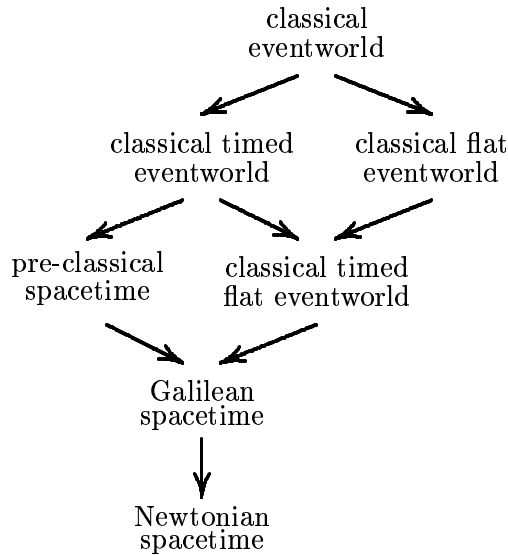 classical
eventworld
classical timed
eventworld
classical flat
eventworld
pre-classical
spacetime
classical timed
flat eventworld
Galilean
spacetime
Newtonian
spacetime